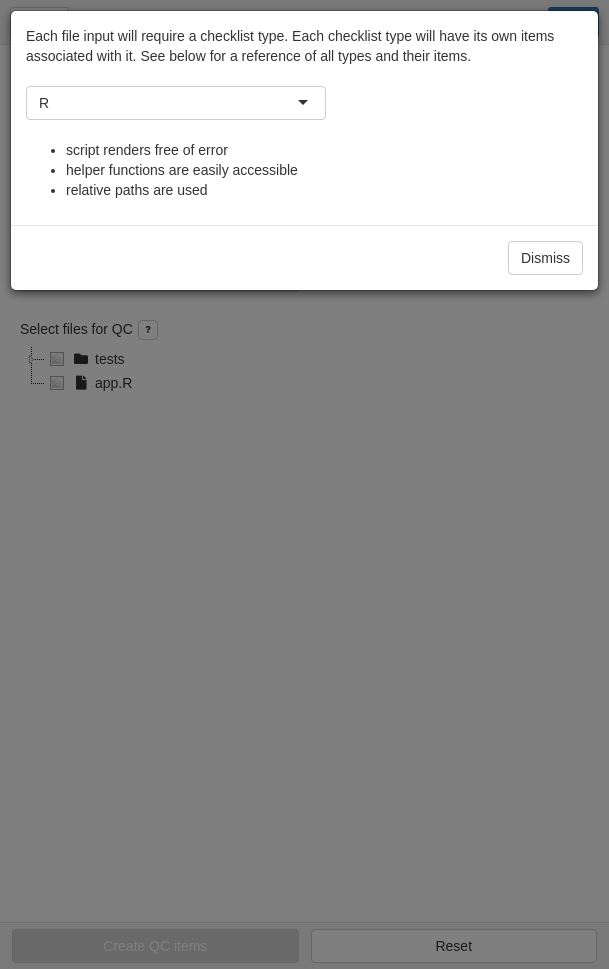 Each file input will require a checklist type. Each checklist type will have its own items
associated with it. See below for a reference of all types and their items.
R
script renders free of error
helper functions are easily accessible
relative paths are used
Dismiss
Select files for QC ?
tests
app.R
Create QC items
Reset